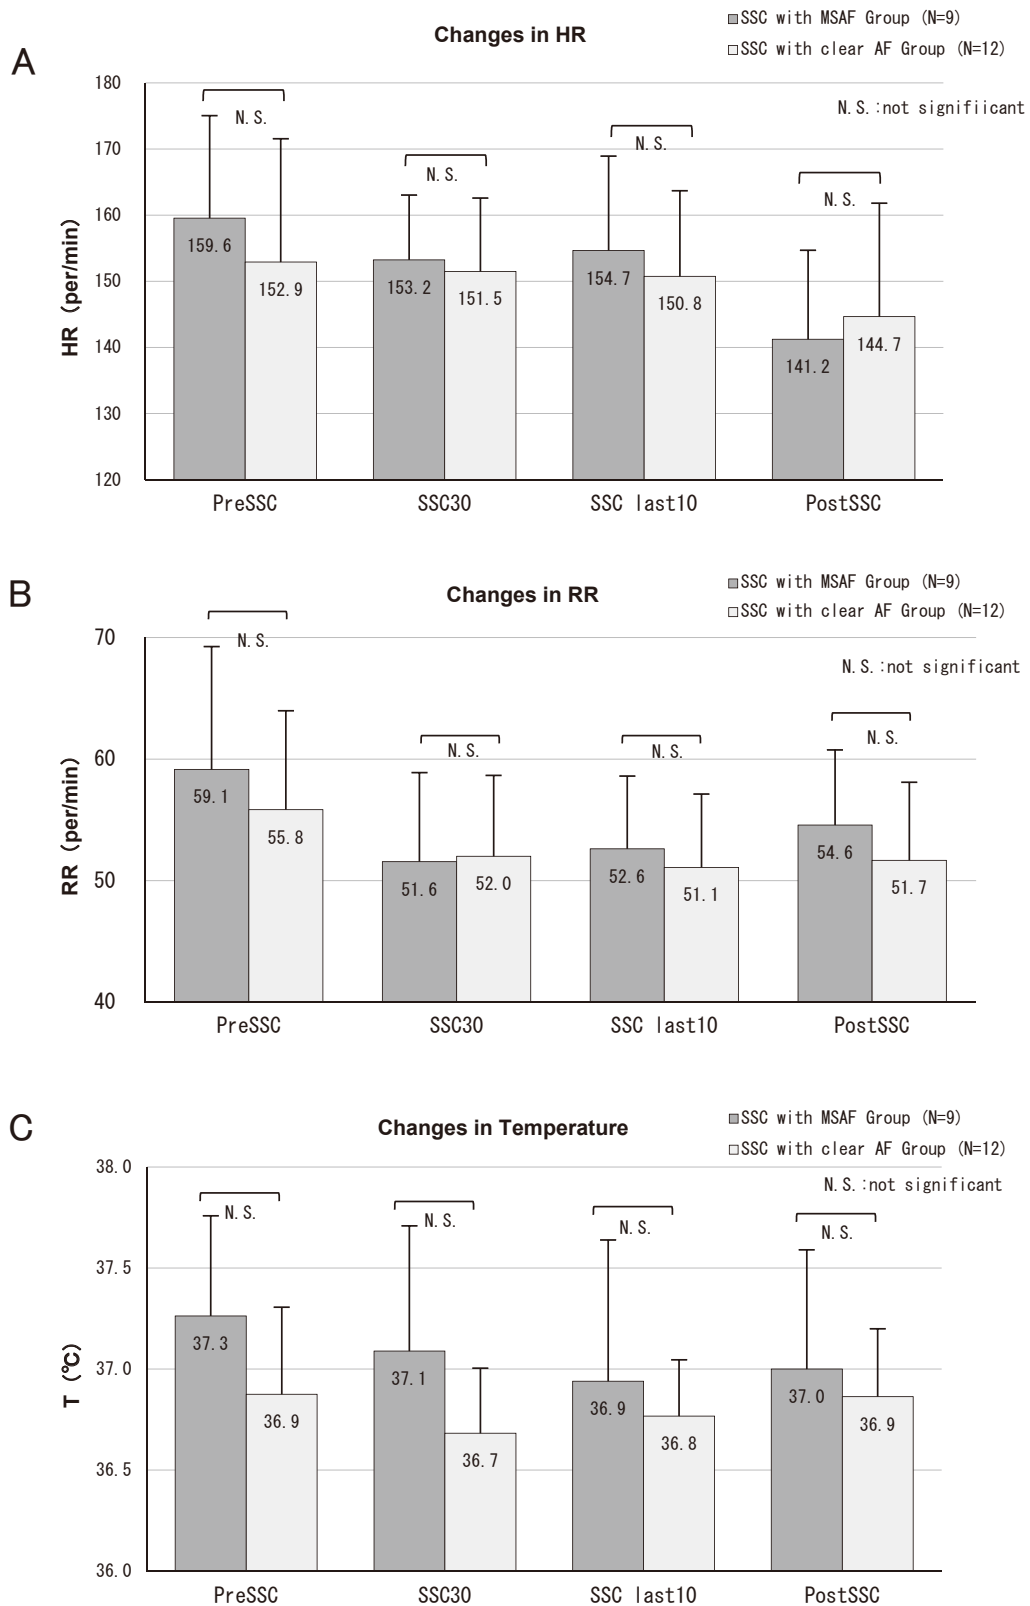 A
Changes in HR
SSC with MSAF Group (N=9)
SSC with clear AF Group (N=12)
N.S.:not signifiicant
HR (per/min)
180
170
160
150
140
130
120
N.S.
N.S.
N.S.
N.S.
159.6
152.9
153.2
151.5
154.7
150.8
141.2
144.7
PreSSC
SSC30
SSC last10
PostSSC
B
Changes in RR
SSC with MSAF Group (N=9)
SSC with clear AF Group (N=12)
N.S.:not significant
RR (per/min)
70
60
50
40
N.S.
N.S.
N.S.
N.S.
59.1
55.8
51.6
52.0
52.6
51.1
54.6
51.7
PreSSC
SSC30
SSC last10
PostSSC
C
Changes in Temperature
SSC with MSAF Group (N=9)
SSC with clear AF Group (N=12)
N.S.:not significant
T (℃)
38.0
37.5
37.0
36.5
36.0
N.S.
N.S.
N.S.
N.S.
37.3
36.9
37.1
36.7
36.9
36.8
37.0
36.9
PreSSC
SSC30
SSC last10
PostSSC